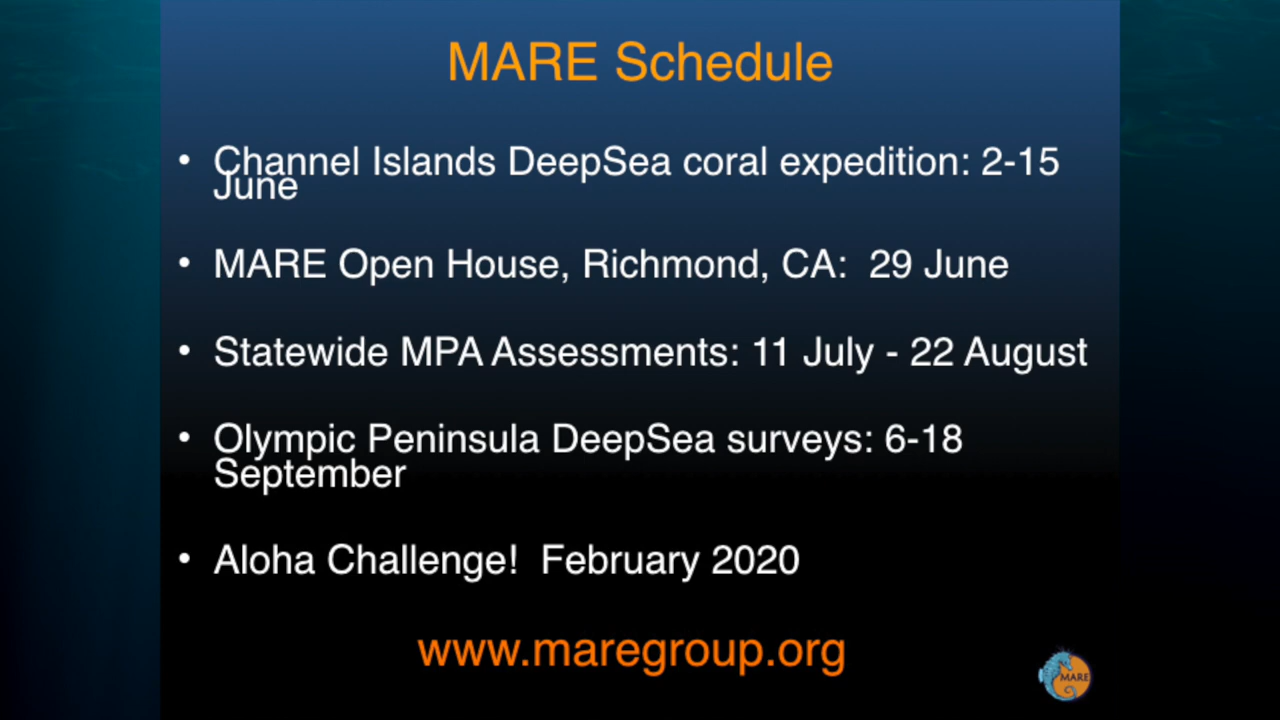 MARE Schedule
• Channel Islands DeepSea coral expedition: 2-15
June
• MARE Open House, Richmond, CA:  29 June
• Statewide MPA Assessments: 11 July - 22 August
• Olympic Peninsula DeepSea surveys: 6-18
September
• Aloha Challenge!  February 2020
www.maregroup.org
MARE